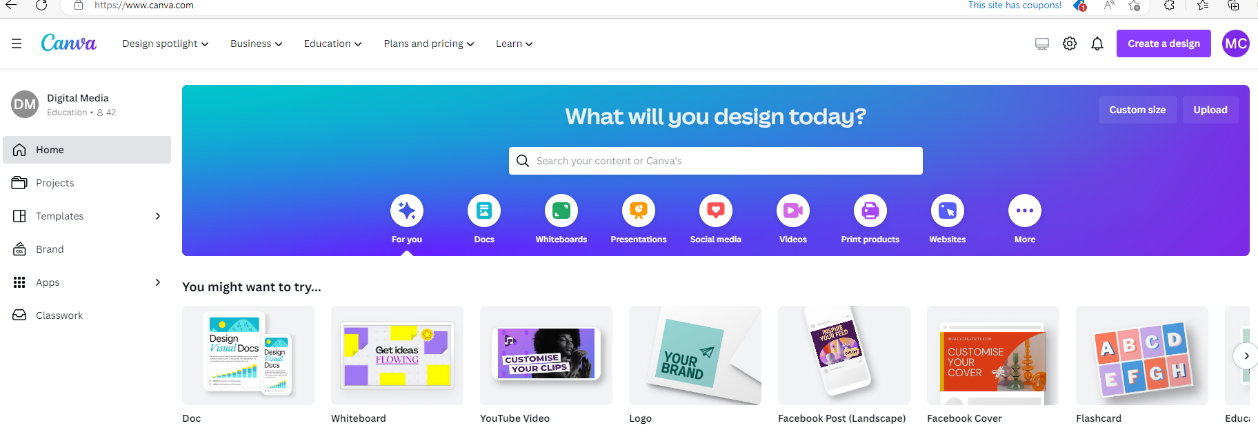 https://www.canva.com
This site has coupons!
1
Canva
Design spotlight
Business
Education
Plans and pricing
Learn
Create a design
MC
DM
Digital Media
Education • 42
Home
Projects
Templates
Brand
Apps
Classwork
What will you design today?
Custom size
Upload
Search your content or Canva's
For you
Docs
Whiteboards
Presentations
Social media
Videos
Print products
Websites
More
You might want to try...
Design
Visual Docs
Get ideas
FLOWING
CUSTOMISE
YOUR CLIPS
YOUR
BRAND
INSPIRE
YOUR FEED
CUSTOMISE
YOUR
COVER
A B C D
E F G H
Doc
Whiteboard
YouTube Video
Logo
Facebook Post (Landscape)
Facebook Cover
Flashcard
Educa